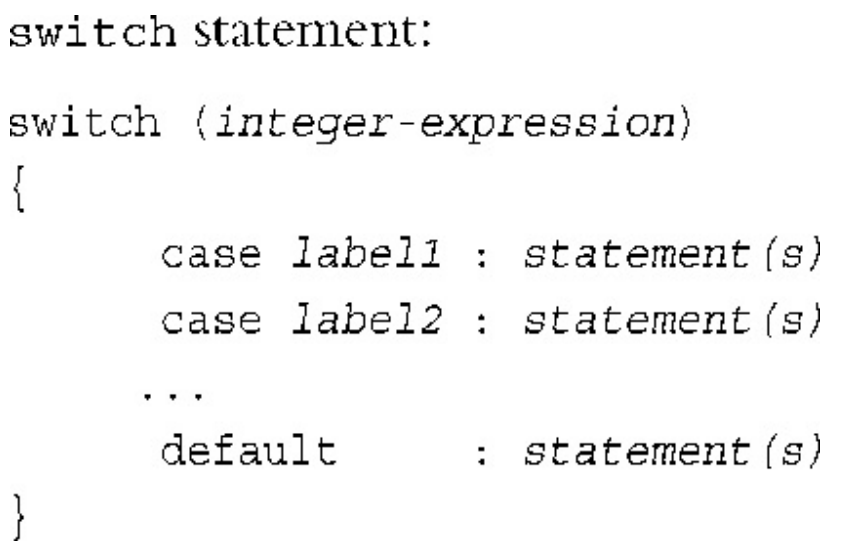 switch statement:
switch (integer-expression)
{
case label1 : statement(s)
case label2 : statement(s)
...
default : statement(s)
}